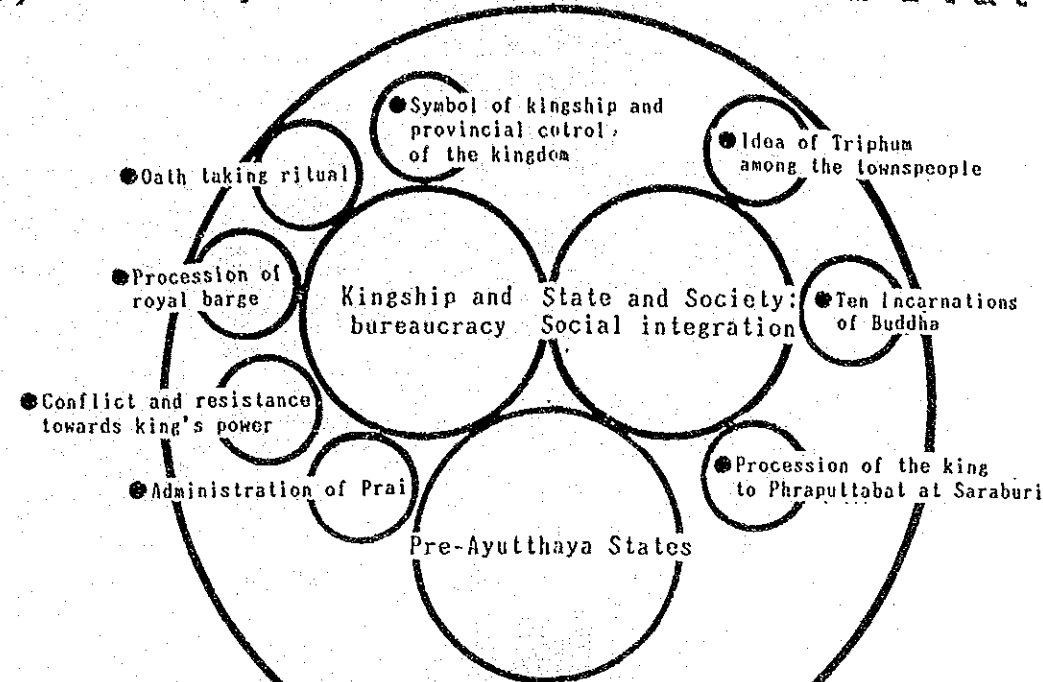 ●Symbol of kingship and
provincial cotrol
of the kingdom
●Idea of Triphum
among the townspeople
●Oath taking ritual
●Procession of
royal barge
Kingship and
bureaucracy
State and Society:
Social integration
●Ten Incarnations
of Buddha
●Conflict and resistance
towards king's power
●Administration of Prai
●Procession of the king
to Phraputtabat at Saraburi
Pre-Ayutthaya States